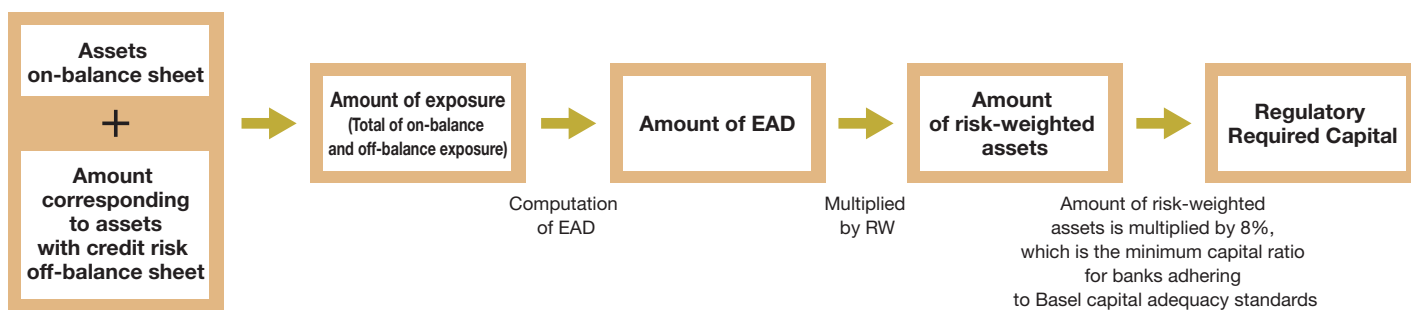 Assets
on-balance sheet
+
Amount
corresponding
to assets
with credit risk
off-balance sheet
Amount of exposure
(Total of on-balance
and off-balance exposure)
Computation
of EAD
Amount of EAD
Multiplied
by RW
Amount
of risk-weighted
assets
Amount of risk-weighted
assets is multiplied by 8%,
which is the minimum capital ratio
for banks adhering
to Basel capital adequacy standards
Regulatory
Required Capital